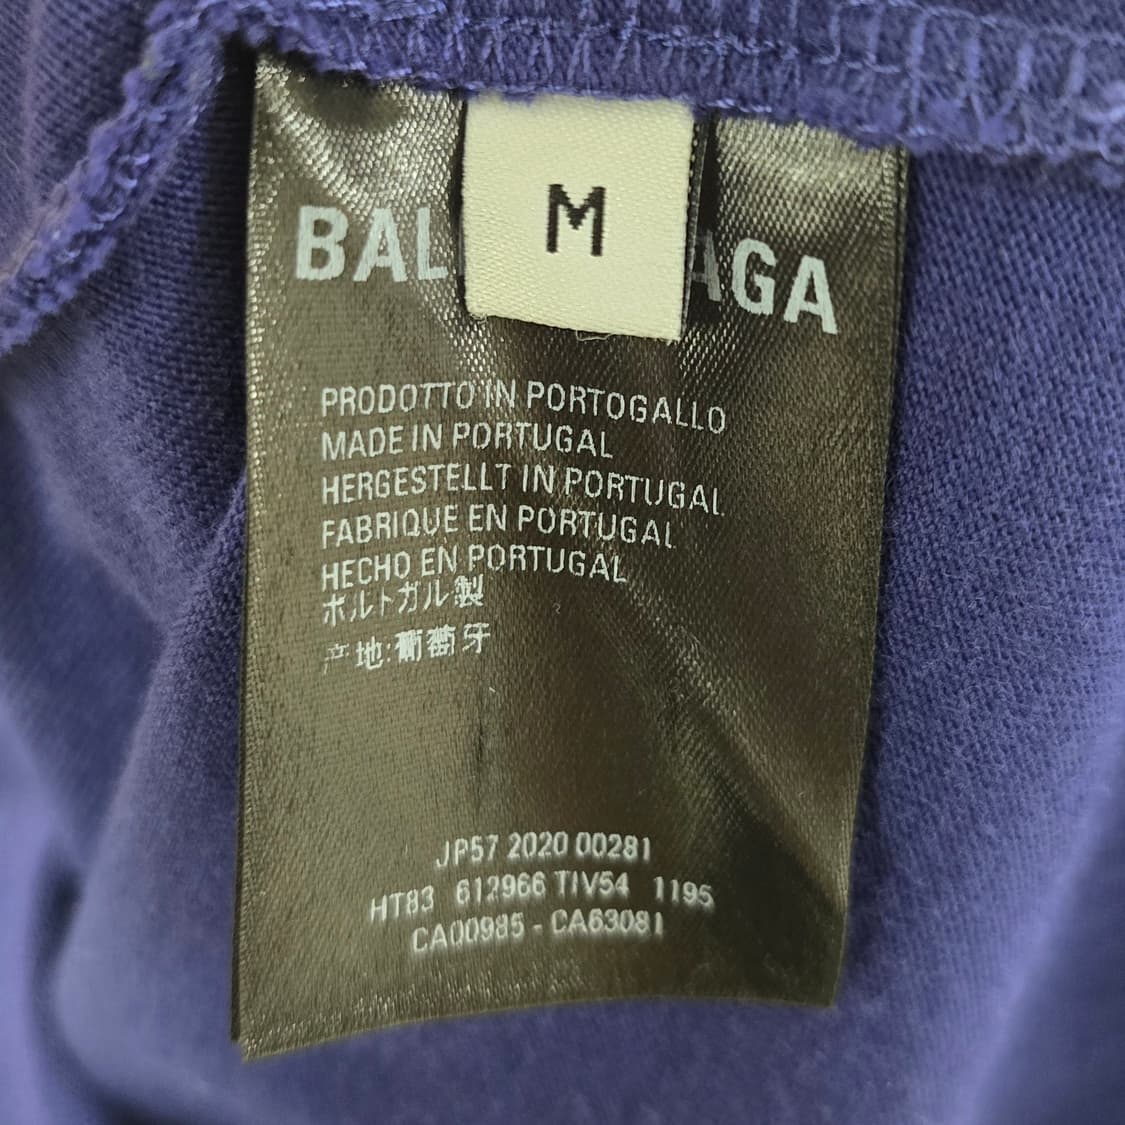 M
BAL AGA
PRODOTTO IN PORTOGALLO
MADE IN PORTUGAL
HERGESTELLT IN PORTUGAL
FABRIQUE EN PORTUGAL
HECHO EN PORTUGAL
ポルトガル製
产地:葡萄牙
JP57 2020 00281
HT83 612966 TIV54 1195
CA00985 - CA63081